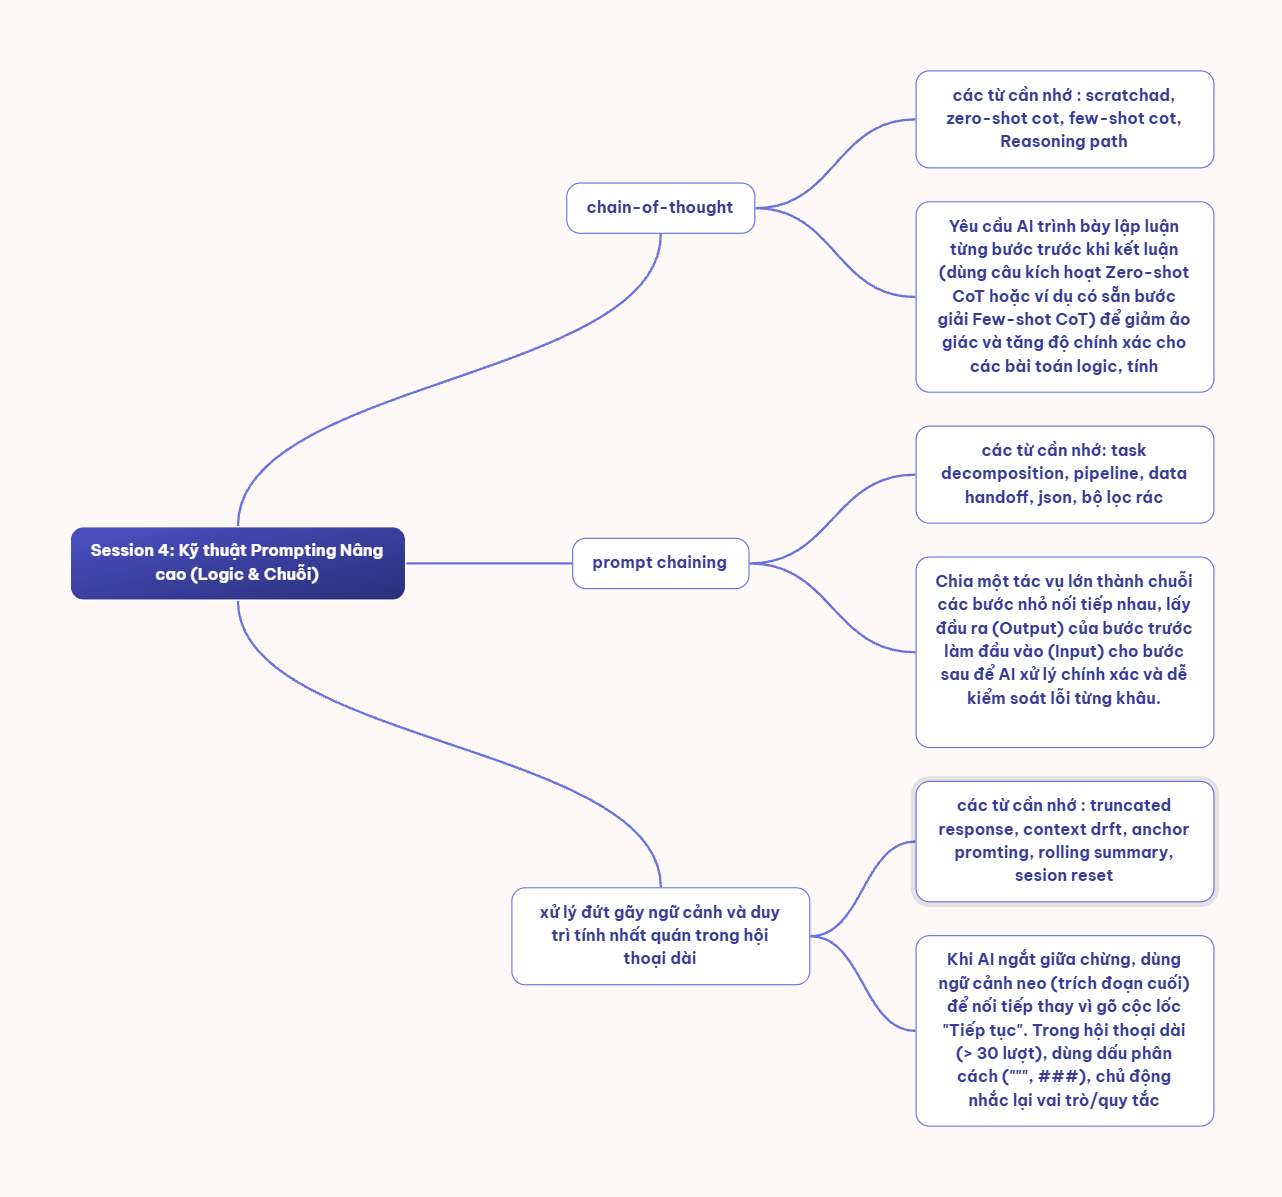 các từ cần nhớ : scratchad,
zero-shot cot, few-shot cot,
Reasoning path
chain-of-thought
Yêu cầu AI trình bày lập luận
từng bước trước khi kết luận
(dùng câu kích hoạt Zero-shot
CoT hoặc ví dụ có sẵn bước
giải Few-shot CoT) để giảm ảo
giác và tăng độ chính xác cho
các bài toán logic, tính
các từ cần nhớ: task
decomposition, pipeline, data
handoff, json, bộ lọc rác
Session 4: Kỹ thuật Prompting Nâng
cao (Logic & Chuỗi)
prompt chaining
Chia một tác vụ lớn thành chuỗi
các bước nhỏ nối tiếp nhau, lấy
đầu ra (Output) của bước trước
làm đầu vào (Input) cho bước
sau để AI xử lý chính xác và dễ
kiểm soát lỗi từng khâu.
các từ cần nhớ : truncated
response, context drft, anchor
promting, rolling summary,
sesion reset
xử lý đứt gãy ngữ cảnh và duy
trì tính nhất quán trong hội
thoại dài
Khi AI ngắt giữa chừng, dùng
ngữ cảnh neo (trích đoạn cuối)
để nối tiếp thay vì gõ cộc lốc
"Tiếp tục". Trong hội thoại dài
(> 30 lượt), dùng dấu phân
cách (""", ###), chủ động
nhắc lại vai trò/quy tắc